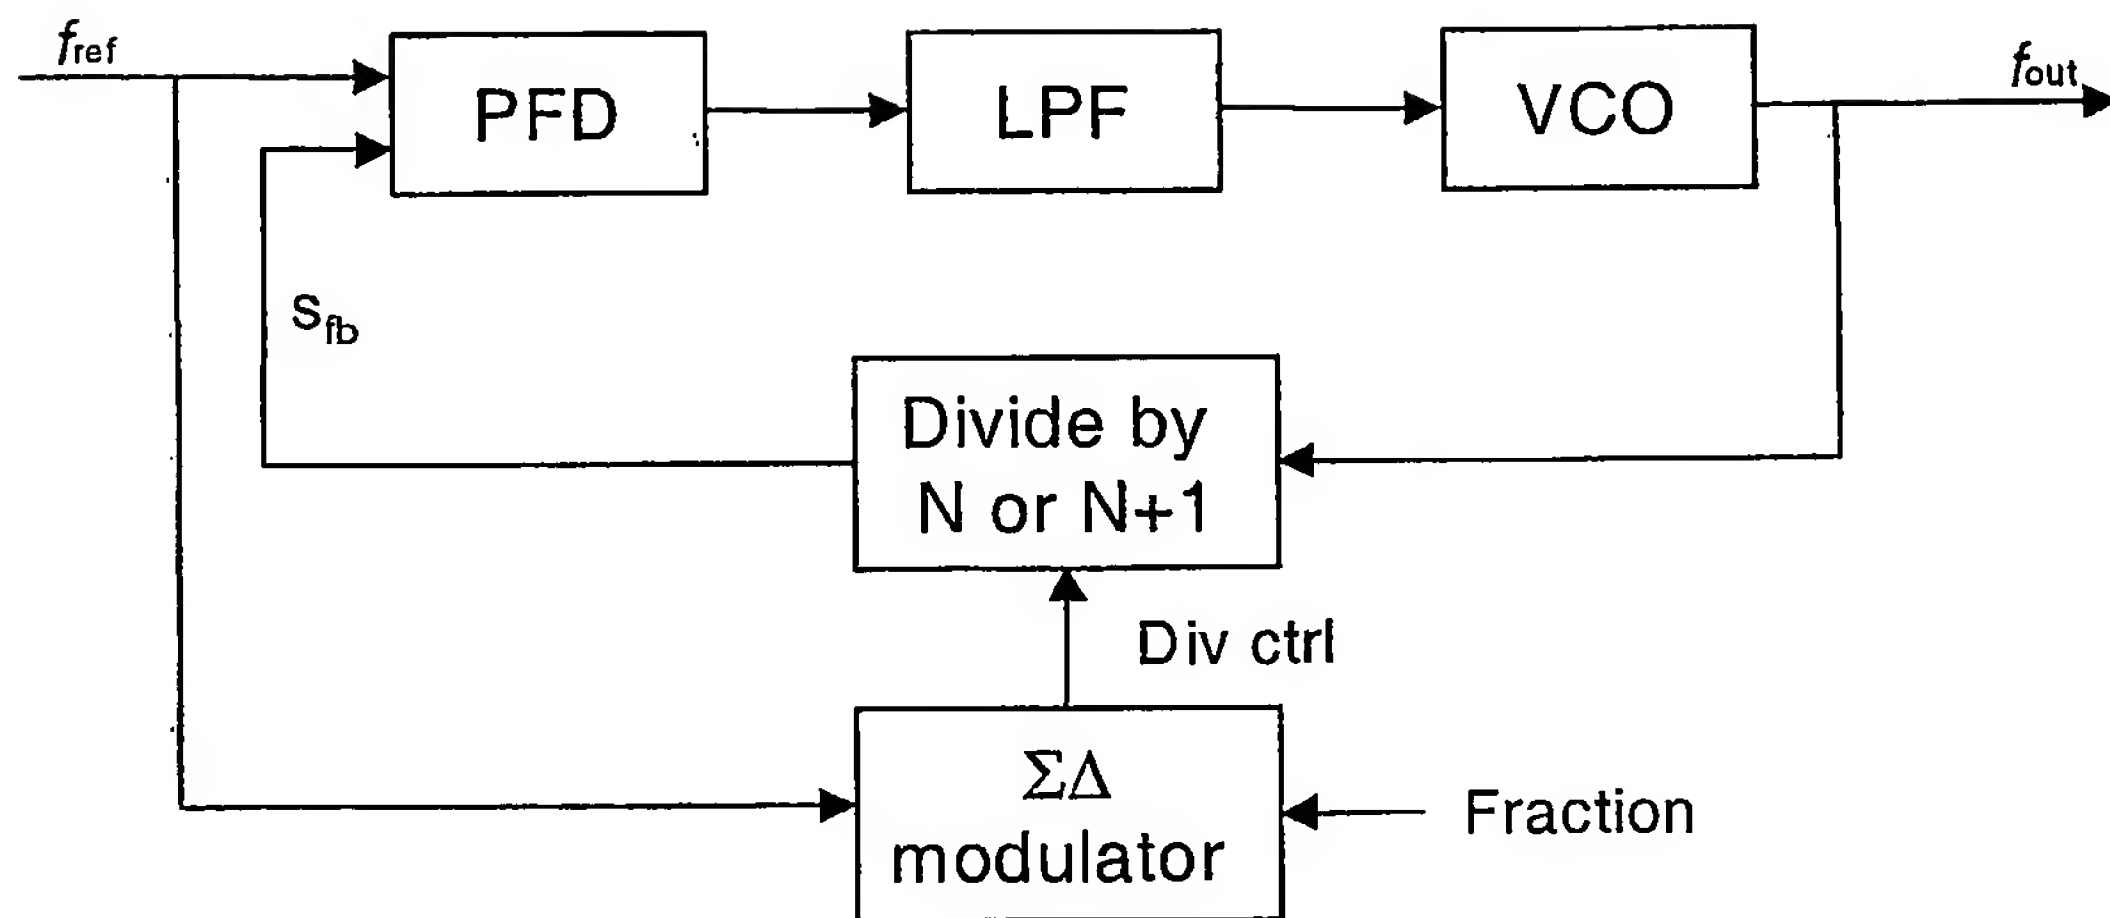 fref
PFD
LPF
VCO
fout
Sfb
Divide by
N or N+1
Div ctrl
ΣΔ
modulator
Fraction